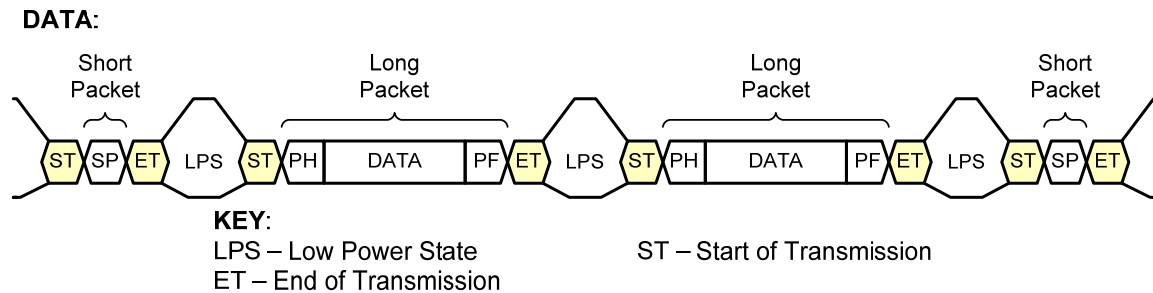 DATA:
Short Packet
Long Packet
Long Packet
Short Packet
ST SP ET LPS ST PH DATA PF ET LPS ST PH DATA PF ET LPS ST SP ET
KEY:
LPS – Low Power State
ST – Start of Transmission
ET – End of Transmission